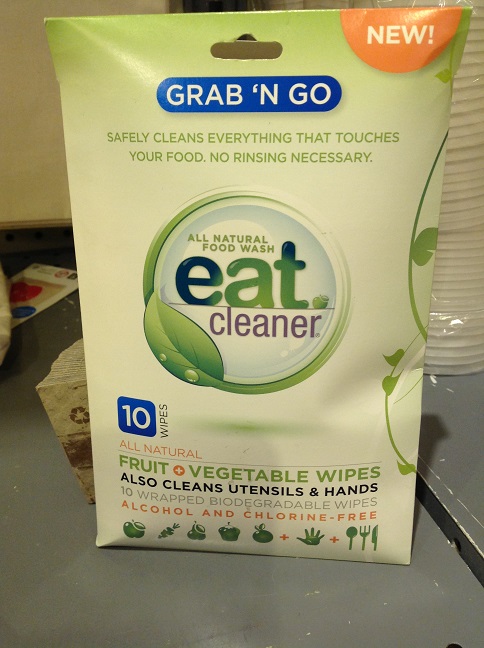 NEW!
GRAB 'N GO
SAFELY CLEANS EVERYTHING THAT TOUCHES
YOUR FOOD. NO RINSING NECESSARY.
ALL NATURAL
FOOD WASH
eat
cleaner
10 WIPES
ALL NATURAL
FRUIT + VEGETABLE WIPES
ALSO CLEANS UTENSILS & HANDS
10 WRAPPED BIODEGRADABLE WIPES
ALCOHOL AND CHLORINE-FREE
+ +